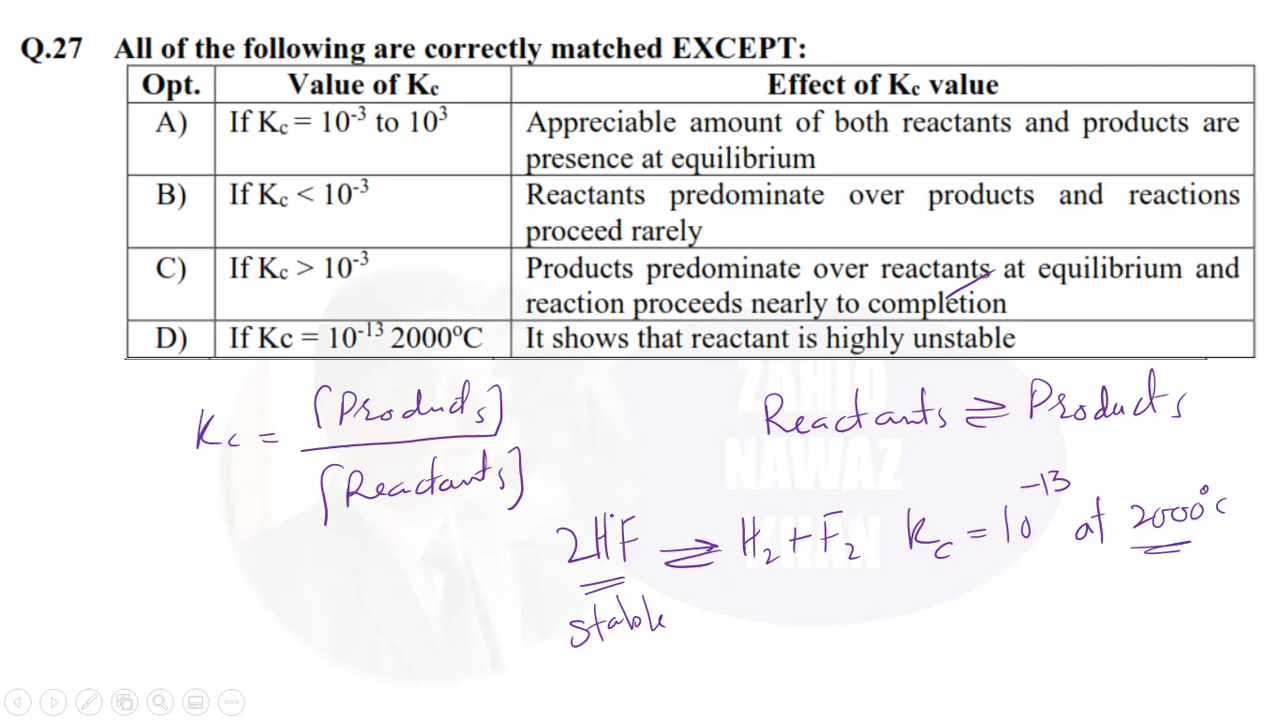 Q.27 All of the following are correctly matched EXCEPT:
Opt. Value of Kc Effect of Kc value
A) If Kc = 10⁻³ to 10³ Appreciable amount of both reactants and products are
presence at equilibrium
B) If Kc < 10⁻³ Reactants predominate over products and reactions
proceed rarely
C) If Kc > 10⁻³ Products predominate over reactants at equilibrium and
reaction proceeds nearly to completion
D) If Kc = 10⁻¹³ 2000°C It shows that reactant is highly unstable
ZAHID
NAWAZ
KHAN
Kc = [Products]
[Reactants]
Reactants ⇌ Products
2HF ⇌ H₂ + F₂ Kc = 10⁻¹³ at 2000°C
stable